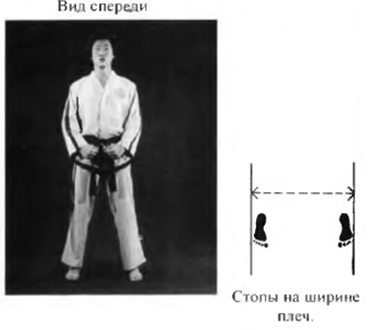 Вид спереди
Стопы на ширине
плеч.